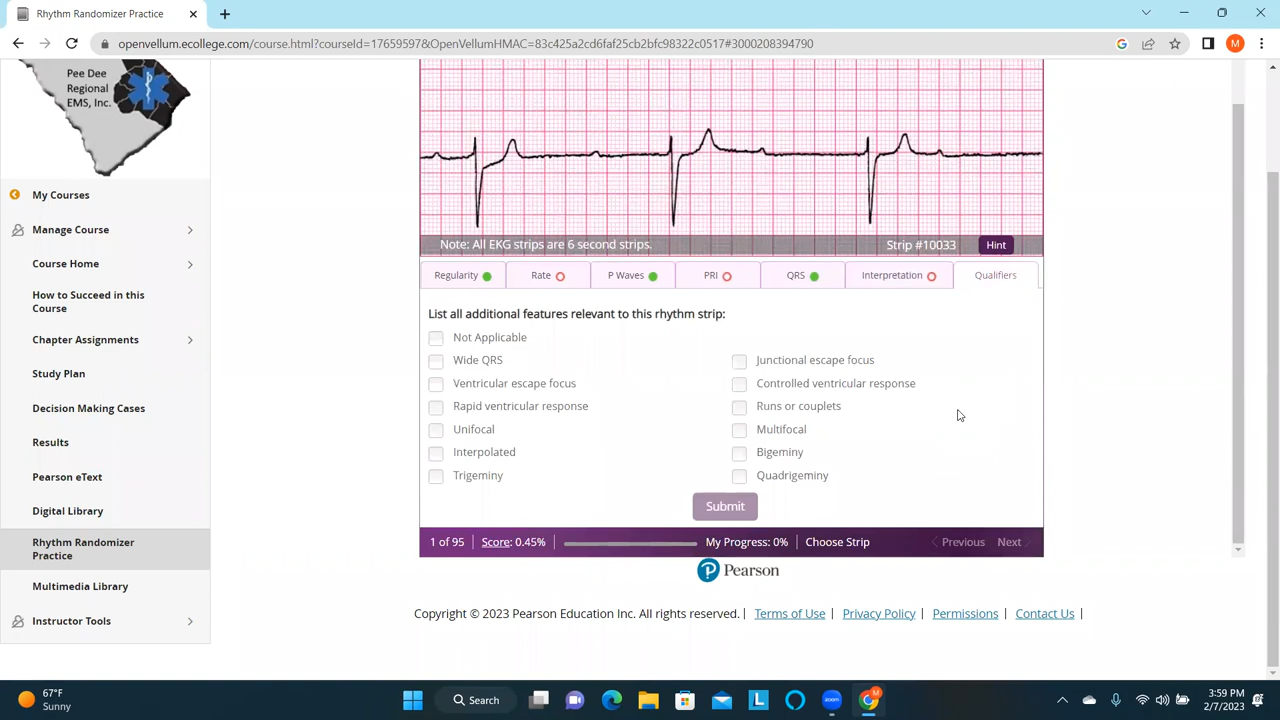 Rhythm Randomizer Practice
openvellum.ecollege.com/course.html?courseId=17659597&OpenVellumHMAC=c3c425a2cd6faf25cb2bfc98322c0517#3000208394790
M
Pee Dee
Regional
EMS, Inc.
My Courses
Manage Course
Course Home
How to Succeed in this
Course
Chapter Assignments
Study Plan
Decision Making Cases
Results
Pearson eText
Digital Library
Rhythm Randomizer
Practice
Multimedia Library
Instructor Tools
Note: All EKG strips are 6 second strips. Strip #10033 Hint
Regularity Rate P Waves PRI QRS Interpretation Qualifiers
List all additional features relevant to this rhythm strip:
Not Applicable
Wide QRS Junctional escape focus
Ventricular escape focus Controlled ventricular response
Rapid ventricular response Runs or couplets
Unifocal Multifocal
Interpolated Bigeminy
Trigeminy Quadrigeminy
Submit
1 of 95 Score: 0.45% My Progress: 0% Choose Strip Previous Next
Pearson
Copyright © 2023 Pearson Education Inc. All rights reserved. | Terms of Use | Privacy Policy | Permissions | Contact Us |
67°F
Sunny
Search
L
zoom
M
3:59 PM
2/7/2023